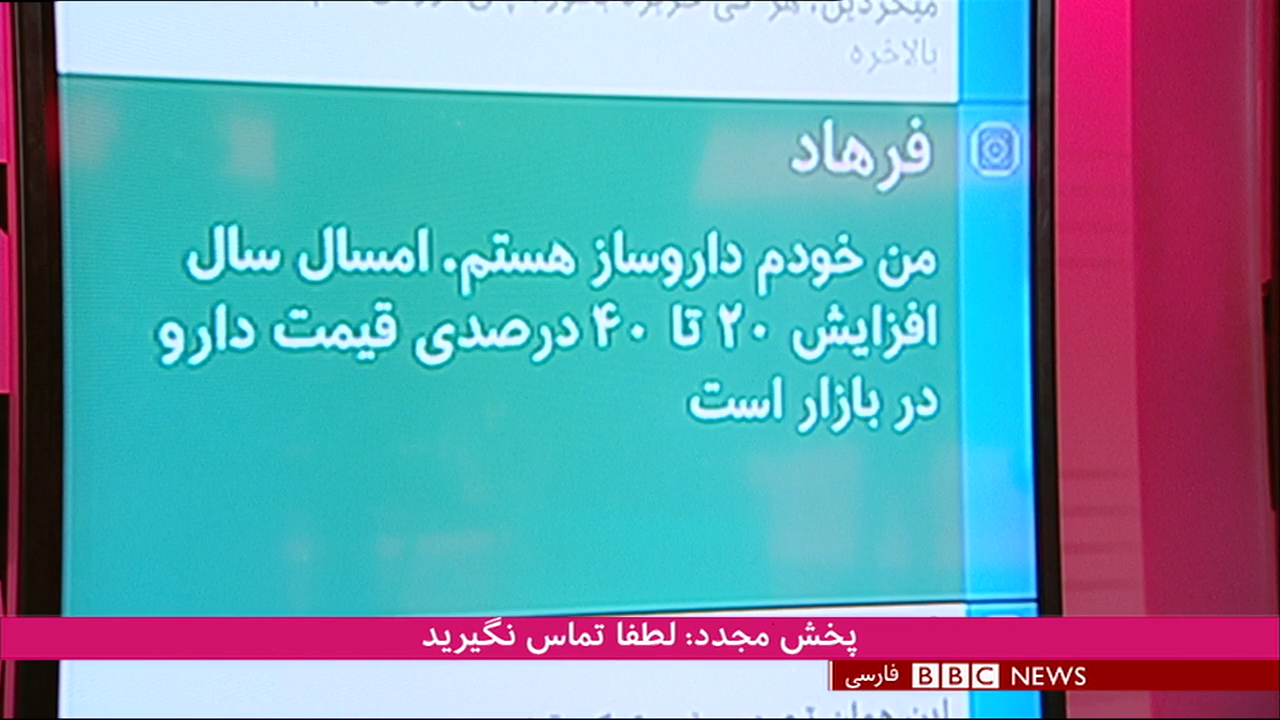 بالاخره
فرهاد
من خودم داروساز هستم. امسال سال
افزایش ۲۰ تا ۴۰ درصدی قیمت دارو
در بازار است
پخش مجدد: لطفا تماس نگیرید
BBC NEWS فارسی